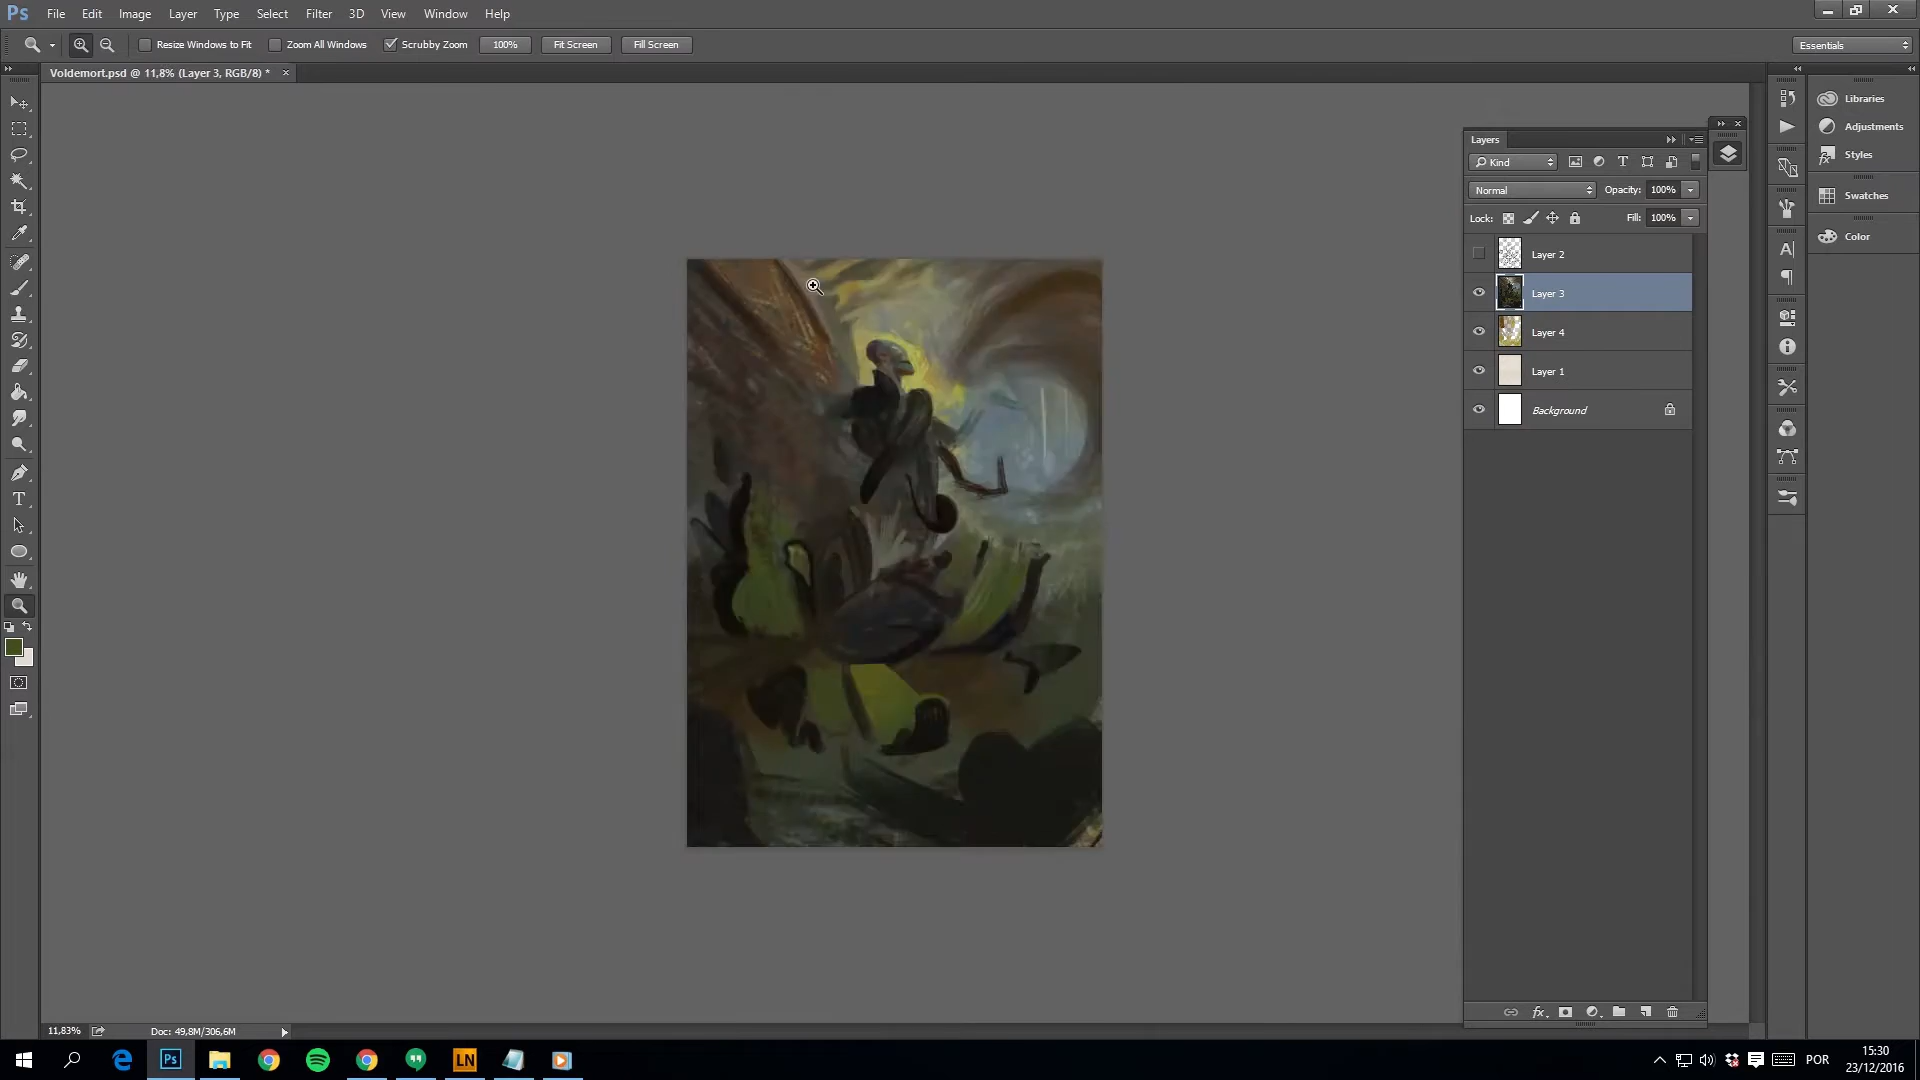 Ps File Edit Image Layer Type Select Filter 3D View Window Help
Resize Windows to Fit Zoom All Windows Scrubby Zoom 100% Fit Screen Fill Screen Essentials
Voldemort.psd @ 11,8% (Layer 3, RGB/8) *
Libraries
Adjustments
Styles
Swatches
Color
Layers
Kind
Normal Opacity: 100%
Lock: Fill: 100%
Layer 2
Layer 3
Layer 4
Layer 1
Background
11,83% Doc: 49,8M/306,6M
Ps LN POR 15:30
23/12/2016